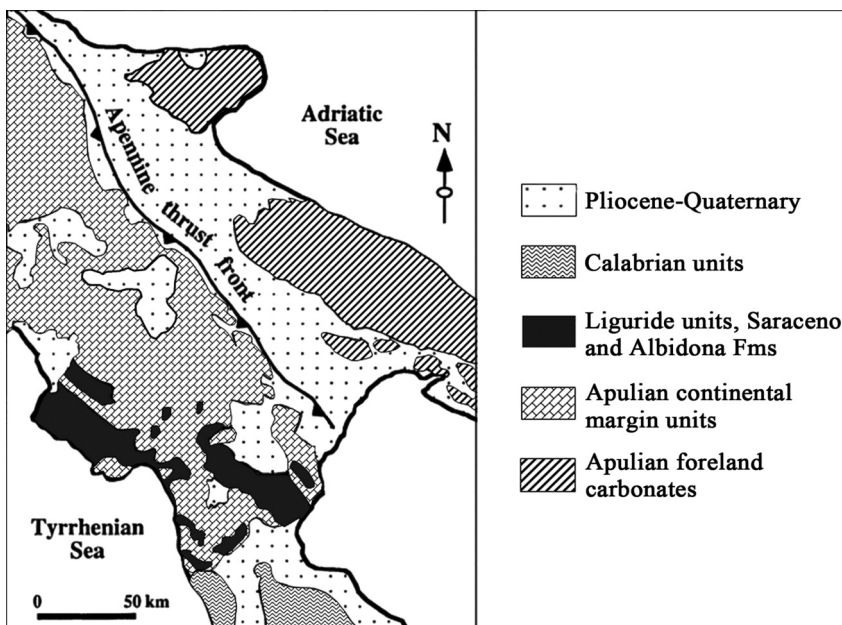 Adriatic
Sea
N
Apennine thrust front
Tyrrhenian
Sea
0 50 km
Pliocene-Quaternary
Calabrian units
Liguride units, Saraceno
and Albidona Fms
Apulian continental
margin units
Apulian foreland
carbonates